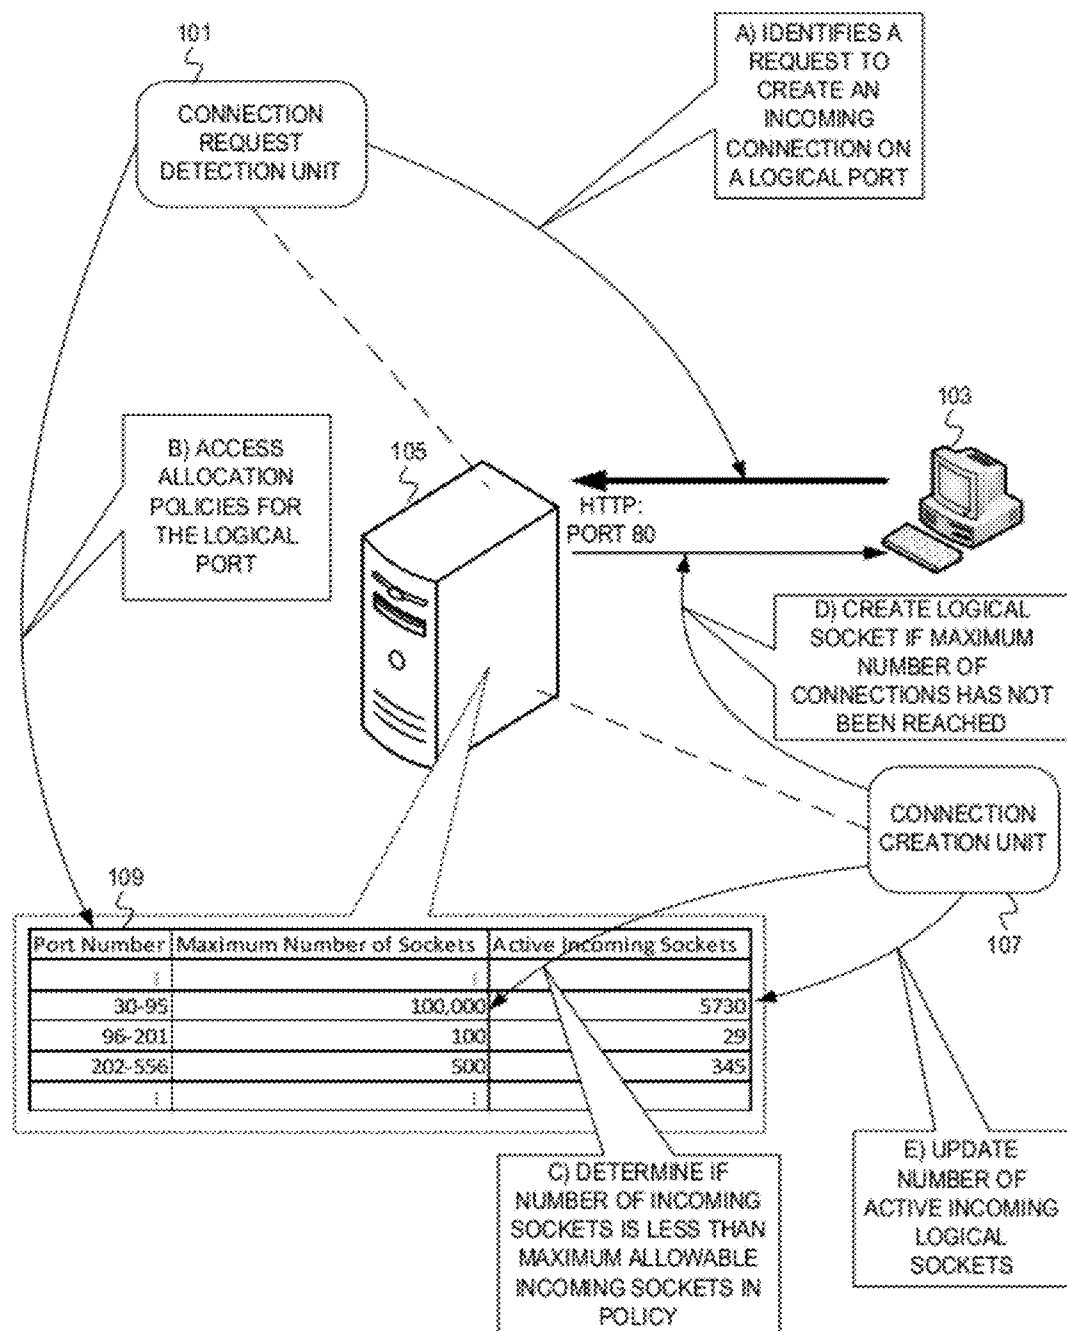 101
CONNECTION
REQUEST
DETECTION UNIT
A) IDENTIFIES A
REQUEST TO
CREATE AN
INCOMING
CONNECTION ON
A LOGICAL PORT
B) ACCESS
ALLOCATION
POLICIES FOR
THE LOGICAL
PORT
105
103
HTTP:
PORT 80
D) CREATE LOGICAL
SOCKET IF MAXIMUM
NUMBER OF
CONNECTIONS HAS NOT
BEEN REACHED
CONNECTION
CREATION UNIT
107
109
Port Number Maximum Number of Sockets Active Incoming Sockets
⋮ ⋮
30-95 100,000 5730
96-201 100 29
202-556 500 345
⋮ ⋮
C) DETERMINE IF
NUMBER OF INCOMING
SOCKETS IS LESS THAN
MAXIMUM ALLOWABLE
INCOMING SOCKETS IN
POLICY
E) UPDATE
NUMBER OF
ACTIVE INCOMING
LOGICAL
SOCKETS